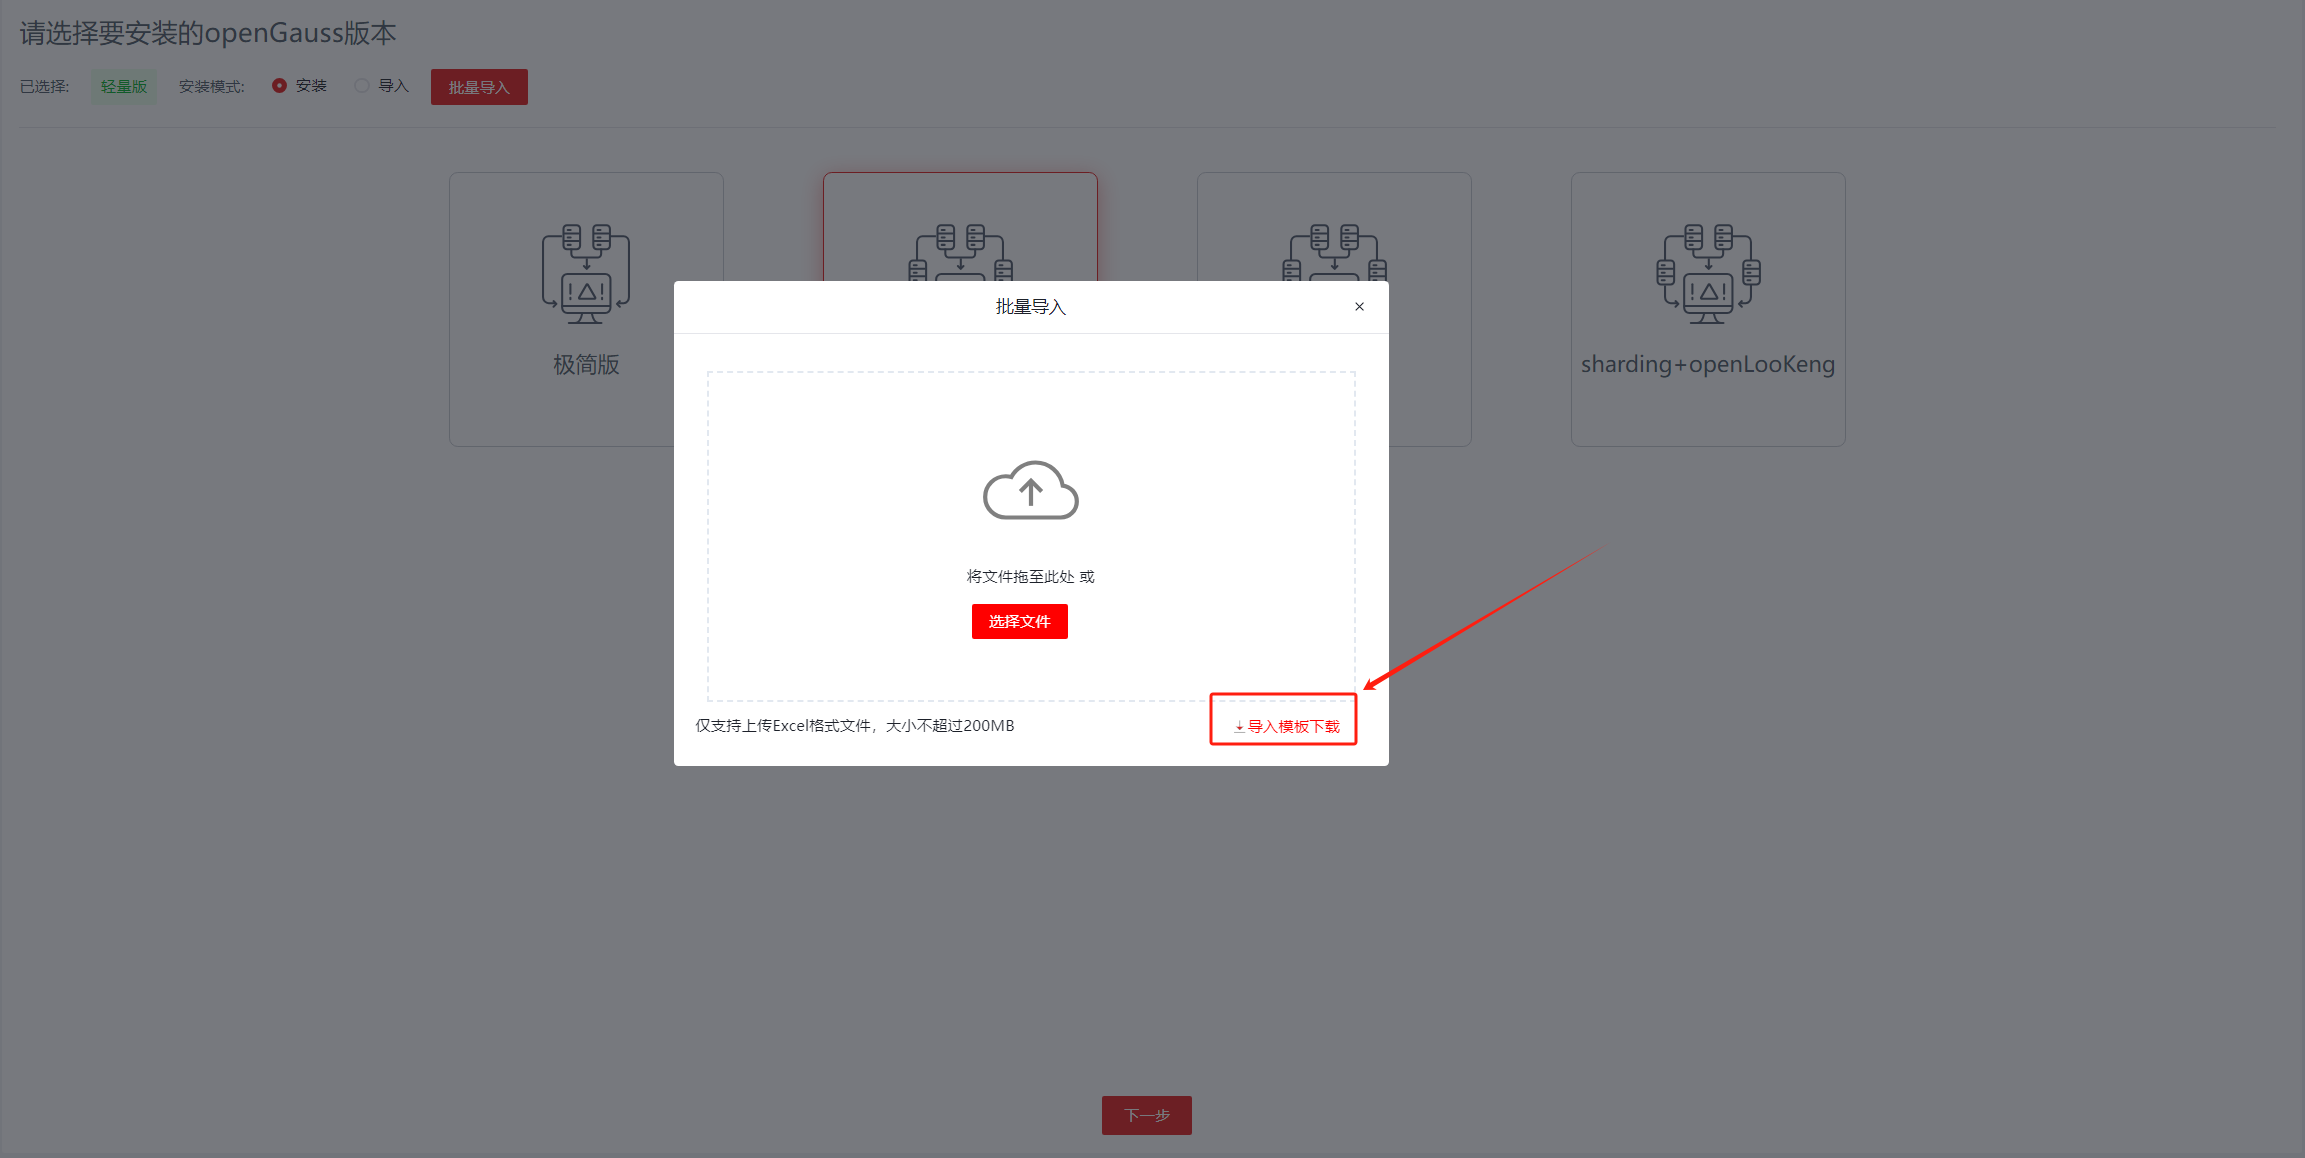 请选择要安装的openGauss版本
已选择: 轻量版 安装模式: 安装 导入 批量导入
极简版
sharding+openLooKeng
批量导入
将文件拖至此处 或
选择文件
仅支持上传Excel格式文件，大小不超过200MB
导入模板下载
下一步